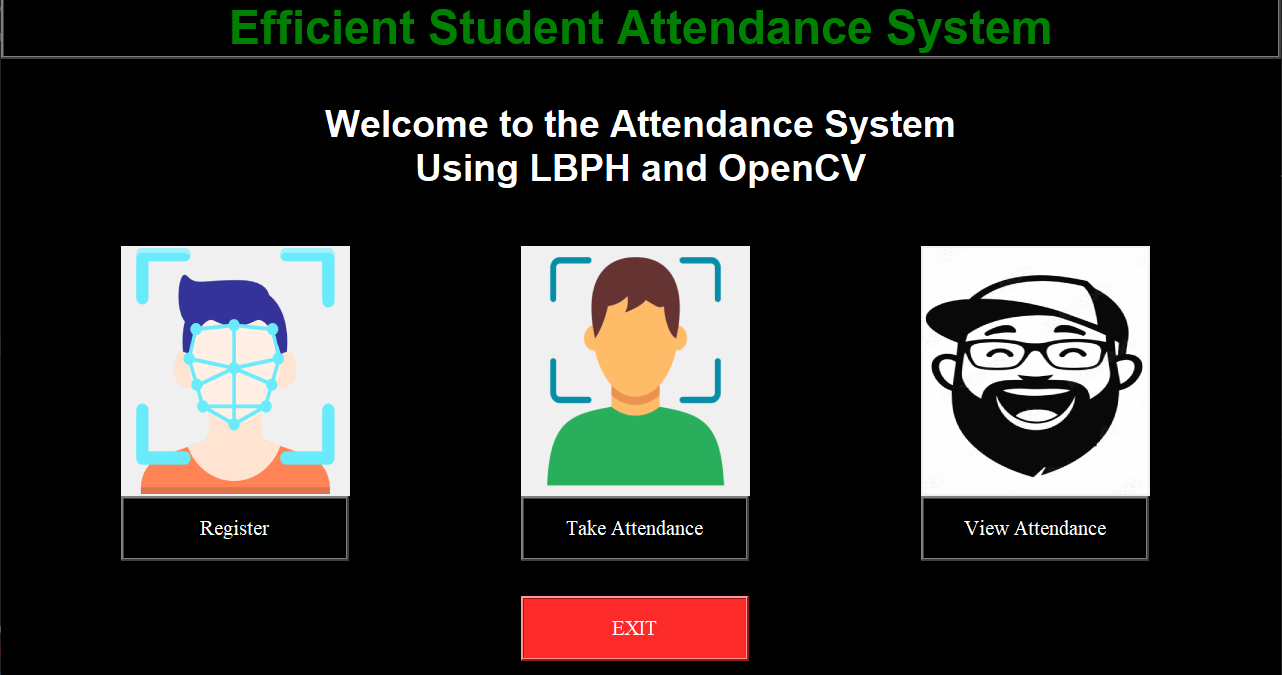 Efficient Student Attendance System
Welcome to the Attendance System
Using LBPH and OpenCV
Register
Take Attendance
View Attendance
EXIT